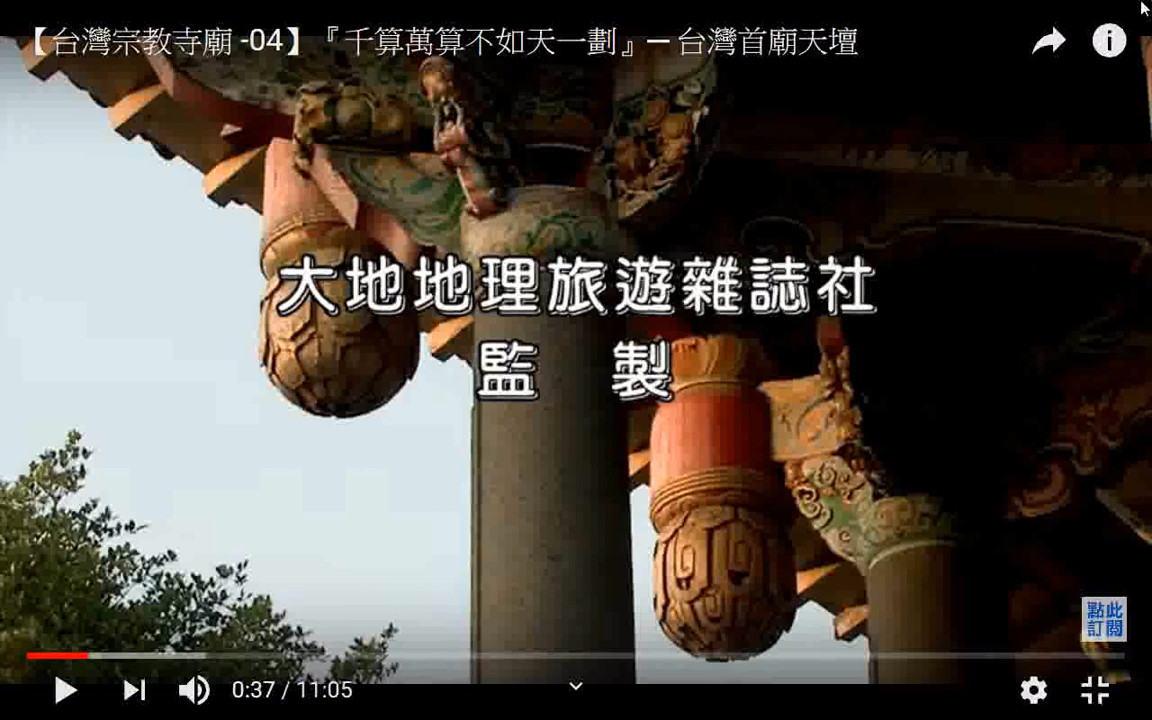 【台灣宗教寺廟 -04】『千算萬算不如天一劃』─ 台灣首廟天壇
大地地理旅遊雜誌社
監 製
點此
訂閱
0:37 / 11:05